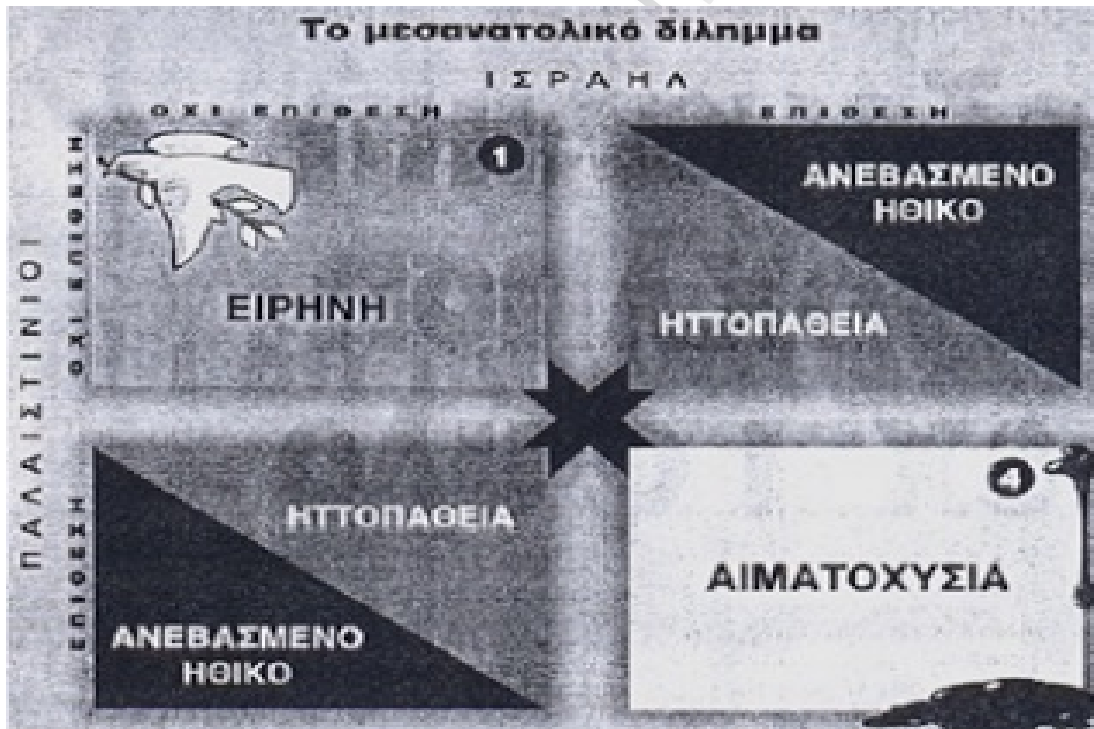 Το μεσανατολικό δίλημμα
ΙΣΡΑΗΛ
ΟΧΙ ΕΠΙΘΕΣΗ
ΕΠΙΘΕΣΗ
ΠΑΛΑΙΣΤΙΝΙΟΙ
ΟΧΙ ΕΠΙΘΕΣΗ
1
ΕΙΡΗΝΗ
ΑΝΕΒΑΣΜΕΝΟ
ΗΘΙΚΟ
ΗΤΤΟΠΑΘΕΙΑ
ΕΠΙΘΕΣΗ
ΗΤΤΟΠΑΘΕΙΑ
ΑΝΕΒΑΣΜΕΝΟ
ΗΘΙΚΟ
4
ΑΙΜΑΤΟΧΥΣΙΑ